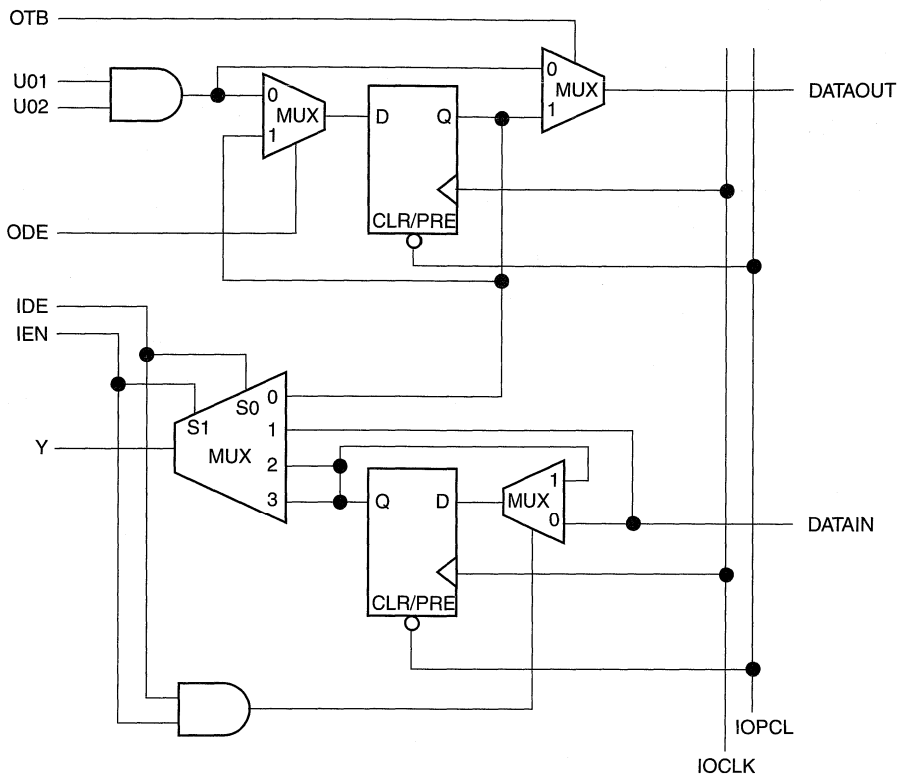 OTB
U01
U02
0
MUX
1
D
Q
CLR/PRE
0
MUX
1
DATAOUT
ODE
IDE
IEN
S1
S0
MUX
0
1
2
3
Y
Q
D
CLR/PRE
1
MUX
0
DATAIN
IOPCL
IOCLK